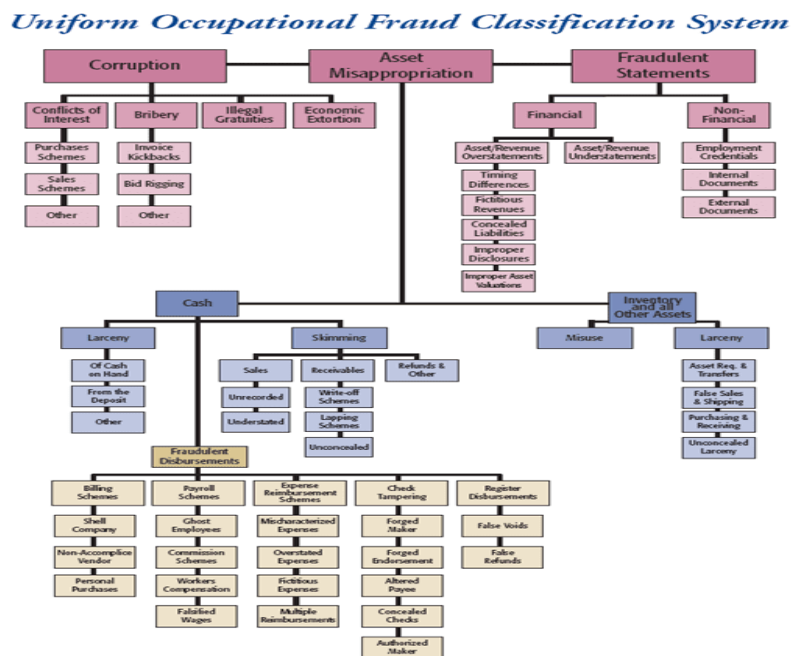 Uniform Occupational Fraud Classification System
Corruption
Asset
Misappropriation
Fraudulent
Statements
Conflicts of
Interest
Bribery
Illegal
Gratuities
Economic
Extortion
Financial
Non-
Financial
Purchases
Schemes
Sales
Schemes
Other
Invoice
Kickbacks
Bid Rigging
Other
Asset/Revenue
Overstatements
Asset/Revenue
Understatements
Timing
Differences
Fictitious
Revenues
Concealed
Liabilities
Improper
Disclosures
Improper Asset
Valuations
Employment
Credentials
Internal
Documents
External
Documents
Cash
Inventory
and all
Other Assets
Larceny
Skimming
Misuse
Larceny
Of Cash
on Hand
From the
Deposit
Other
Sales
Unrecorded
Understated
Receivables
Write-off
Schemes
Lapping
Schemes
Unconcealed
Refunds &
Other
Asset Req. &
Transfers
False Sales
& Shipping
Purchasing &
Receiving
Unconcealed
Larceny
Fraudulent
Disbursements
Billing
Schemes
Payroll
Schemes
Expense
Reimbursement
Schemes
Check
Tampering
Register
Disbursements
Shell
Company
Non-Accomplice
Vendor
Personal
Purchases
Ghost
Employees
Commission
Schemes
Workers
Compensation
Falsified
Wages
Mischaracterized
Expenses
Overstated
Expenses
Fictitious
Expenses
Multiple
Reimbursements
Forged
Maker
Forged
Endorsement
Altered
Payee
Concealed
Checks
Authorized
Maker
False Voids
False
Refunds